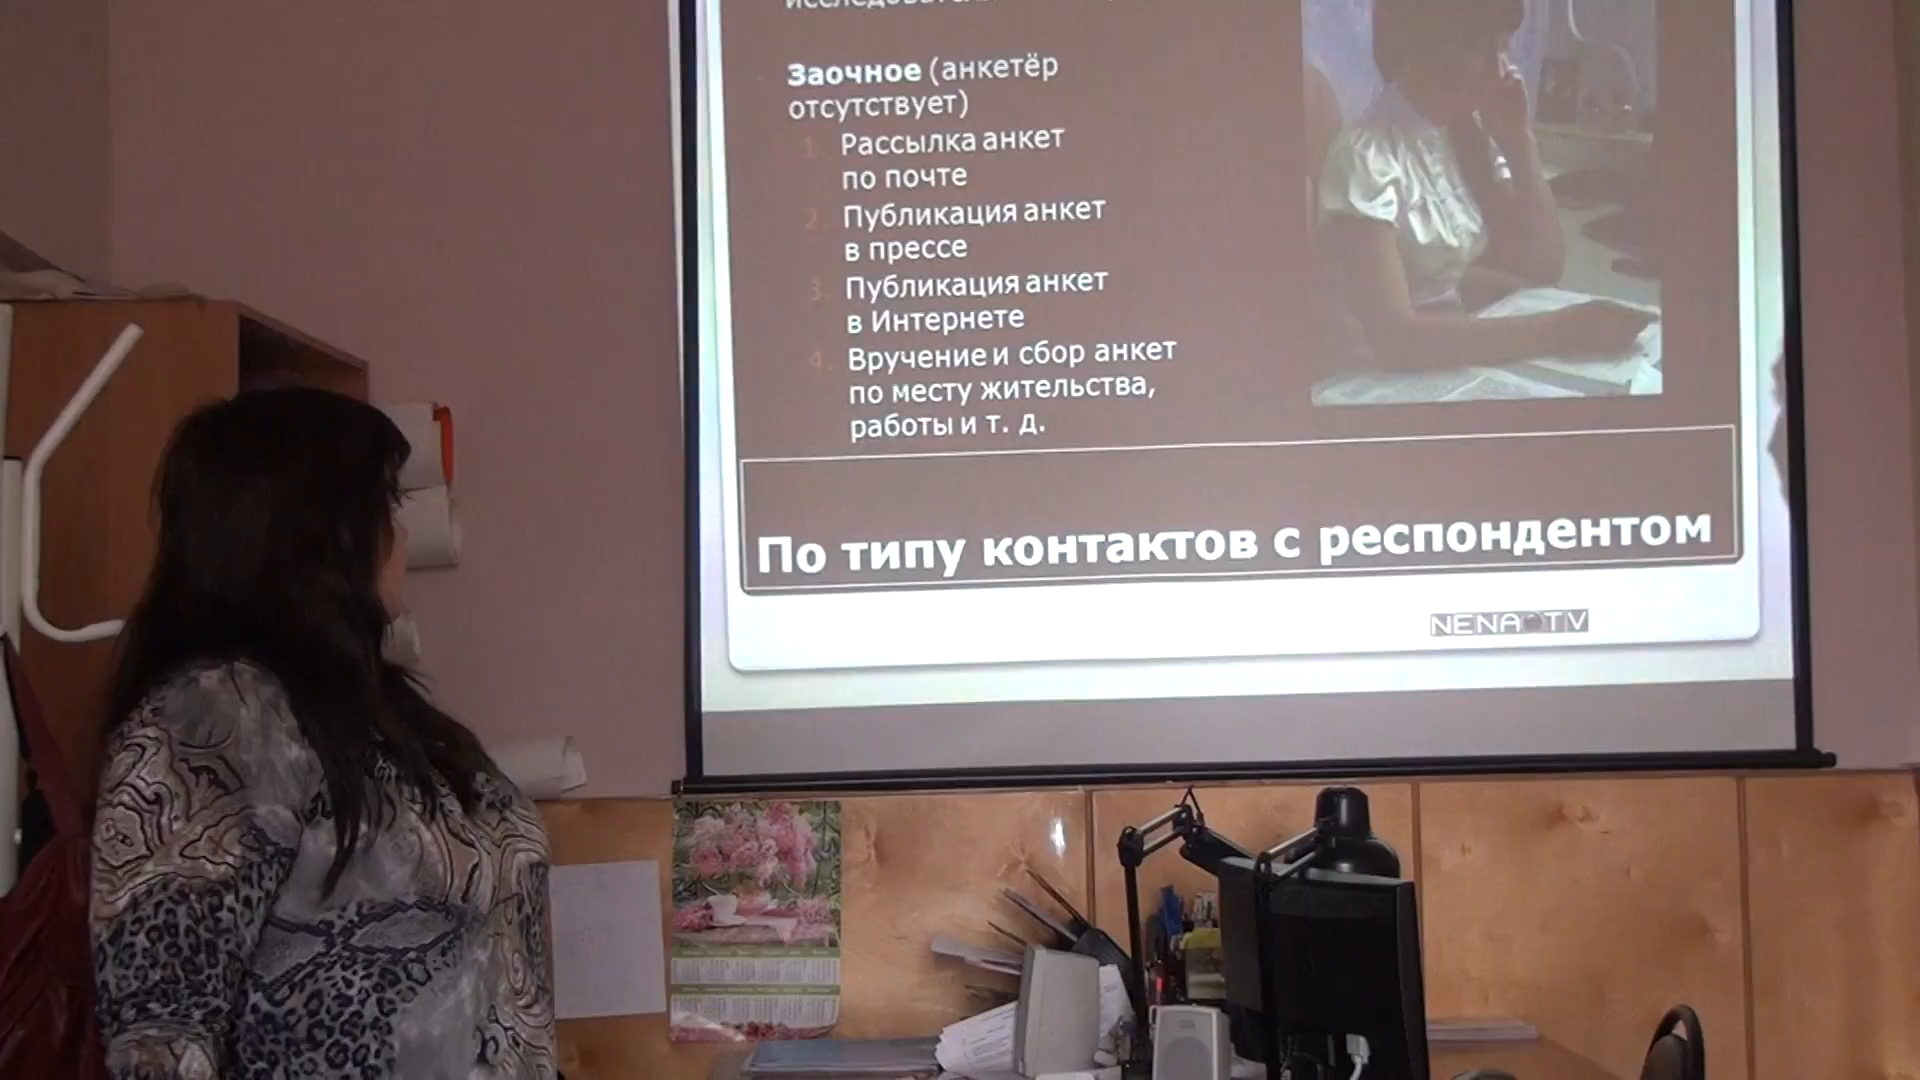 Заочное (анкетёр
отсутствует)
1. Рассылка анкет
по почте
2. Публикация анкет
в прессе
3. Публикация анкет
в Интернете
4. Вручение и сбор анкет
по месту жительства,
работы и т. д.
По типу контактов с респондентом
NENA TV